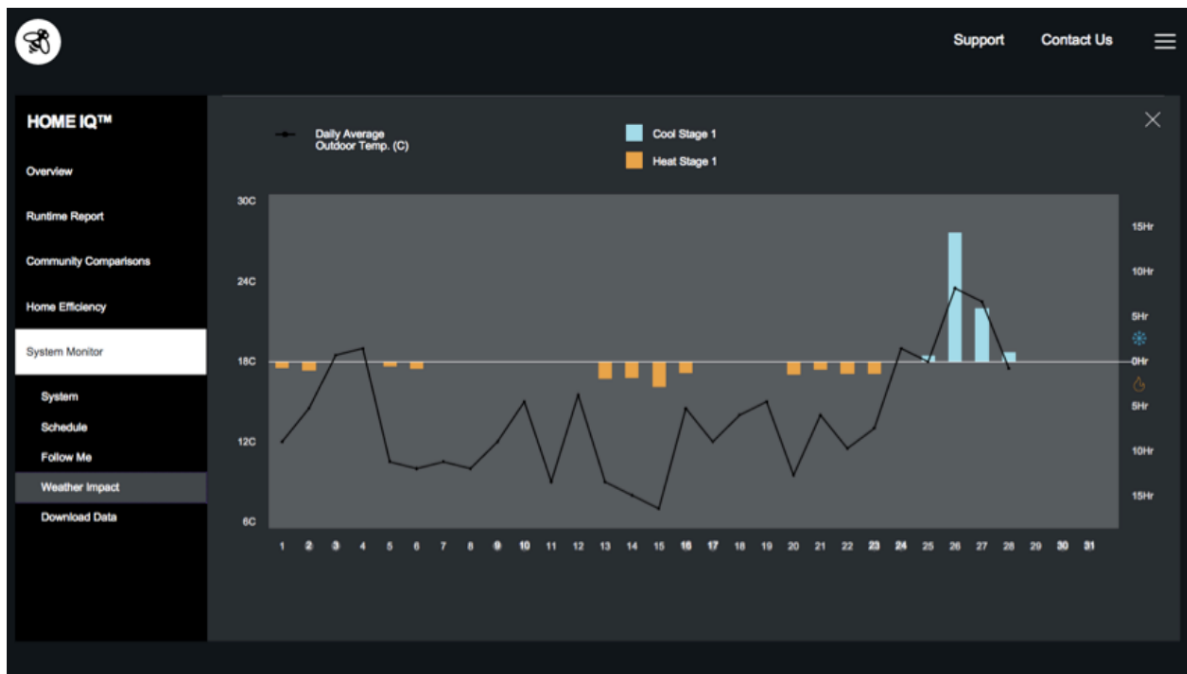 Support Contact Us
HOME IQ™
Overview
Runtime Report
Community Comparisons
Home Efficiency
System Monitor
System
Schedule
Follow Me
Weather Impact
Download Data
Daily Average
Outdoor Temp. (C)
Cool Stage 1
Heat Stage 1
30C
24C
18C
12C
6C
15Hr
10Hr
5Hr
0Hr
5Hr
10Hr
15Hr
1 2 3 4 5 6 7 8 9 10 11 12 13 14 15 16 17 18 19 20 21 22 23 24 25 26 27 28 29 30 31